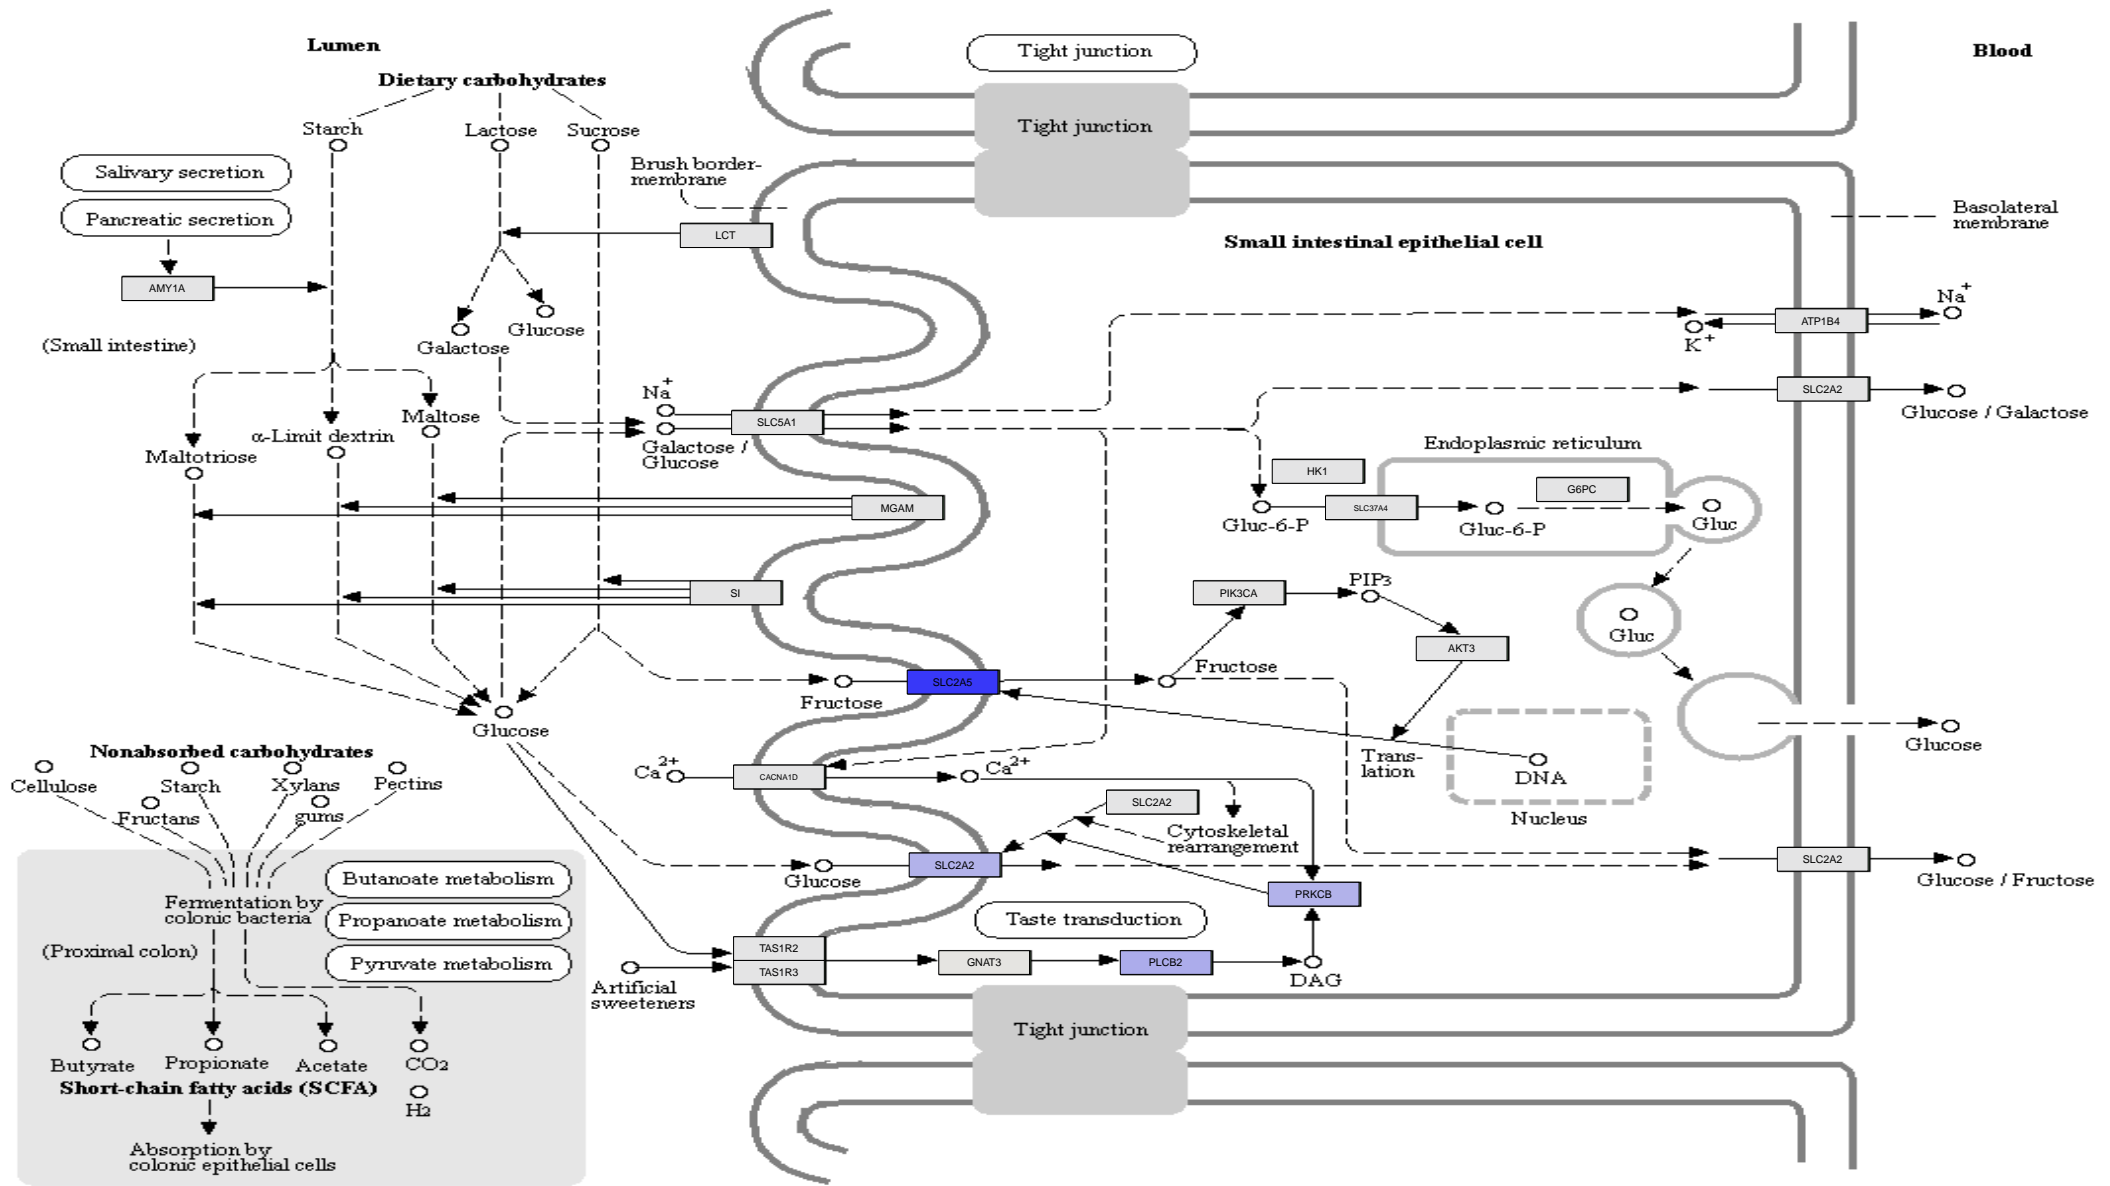 Lumen
Tight junction
Blood
Dietary carbohydrates
Starch
Lactose
Sucrose
Tight junction
Salivary secretion
Brush border-
membrane
Pancreatic secretion
Basolateral
membrane
LCT
Small intestinal epithelial cell
AMY1A
Na+
ATP1B4
K+
Glucose
Galactose
(Small intestine)
Na+
SLC2A2
Glucose / Galactose
Maltose
SLC5A1
α-Limit dextrin
Maltotriose
Galactose /
Glucose
Endoplasmic reticulum
HK1
G6PC
MGAM
SLC37A4
Gluc-6-P
Gluc-6-P
Gluc
SI
PIK3CA
PIP3
Gluc
AKT3
Fructose
SLC2A5
Fructose
Glucose
Glucose
Nonabsorbed carbohydrates
Trans-
lation
DNA
Ca2+
CACNA1D
Ca2+
Cellulose
Starch
Xylans
Pectins
Fructans
gums
SLC2A2
Nucleus
Cytoskeletal
rearrangement
SLC2A2
SLC2A2
Glucose
Glucose / Fructose
Butanoate metabolism
PRKCB
Fermentation by
colonic bacteria
Propanoate metabolism
Taste transduction
(Proximal colon)
Pyruvate metabolism
TAS1R2
TAS1R3
GNAT3
PLCB2
DAG
Artificial
sweeteners
Tight junction
Butyrate
Propionate
Acetate
CO2
Short-chain fatty acids (SCFA)
H2
Absorption by
colonic epithelial cells